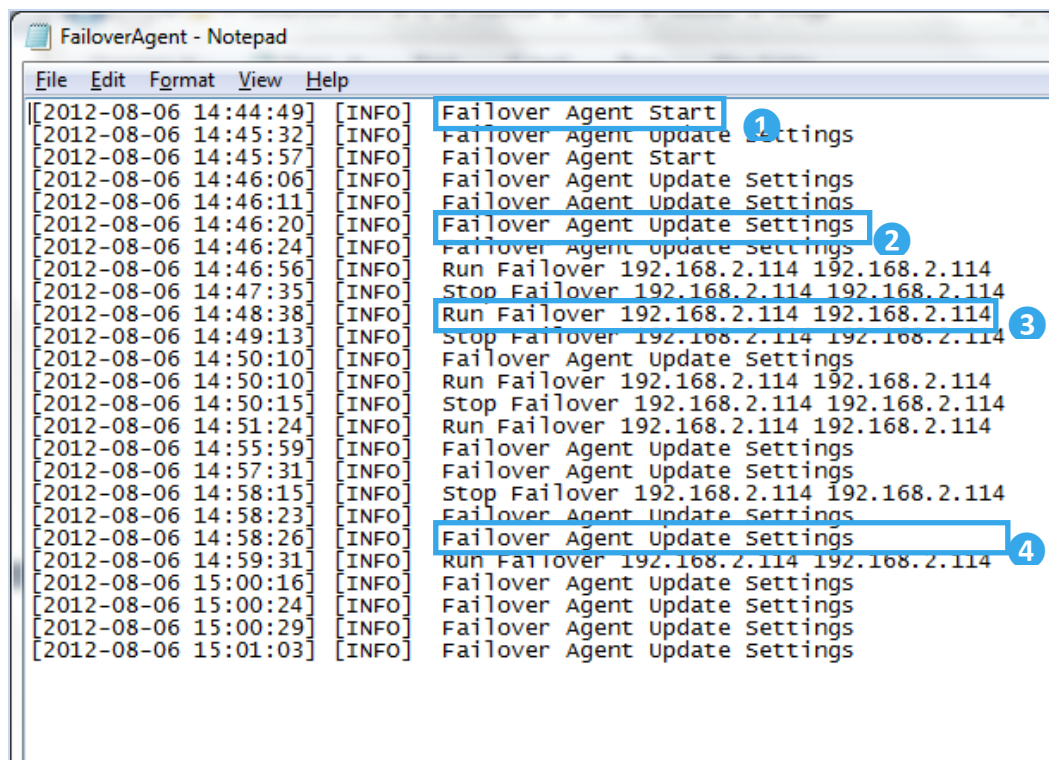 FailoverAgent - Notepad
File Edit Format View Help
[2012-08-06 14:44:49] [INFO] Failover Agent Start 1
[2012-08-06 14:45:32] [INFO] Failover Agent Update Settings
[2012-08-06 14:45:57] [INFO] Failover Agent Start
[2012-08-06 14:46:06] [INFO] Failover Agent Update Settings
[2012-08-06 14:46:11] [INFO] Failover Agent Update Settings
[2012-08-06 14:46:20] [INFO] Failover Agent Update Settings 2
[2012-08-06 14:46:24] [INFO] Failover Agent Update Settings
[2012-08-06 14:46:56] [INFO] Run Failover 192.168.2.114 192.168.2.114
[2012-08-06 14:47:35] [INFO] Stop Failover 192.168.2.114 192.168.2.114
[2012-08-06 14:48:38] [INFO] Run Failover 192.168.2.114 192.168.2.114 3
[2012-08-06 14:49:13] [INFO] Stop Failover 192.168.2.114 192.168.2.114
[2012-08-06 14:50:10] [INFO] Failover Agent Update Settings
[2012-08-06 14:50:10] [INFO] Run Failover 192.168.2.114 192.168.2.114
[2012-08-06 14:50:15] [INFO] Stop Failover 192.168.2.114 192.168.2.114
[2012-08-06 14:51:24] [INFO] Run Failover 192.168.2.114 192.168.2.114
[2012-08-06 14:55:59] [INFO] Failover Agent Update Settings
[2012-08-06 14:57:31] [INFO] Failover Agent Update Settings
[2012-08-06 14:58:15] [INFO] Stop Failover 192.168.2.114 192.168.2.114
[2012-08-06 14:58:23] [INFO] Failover Agent Update Settings
[2012-08-06 14:58:26] [INFO] Failover Agent Update Settings 4
[2012-08-06 14:59:31] [INFO] Run Failover 192.168.2.114 192.168.2.114
[2012-08-06 15:00:16] [INFO] Failover Agent Update Settings
[2012-08-06 15:00:24] [INFO] Failover Agent Update Settings
[2012-08-06 15:00:29] [INFO] Failover Agent Update Settings
[2012-08-06 15:01:03] [INFO] Failover Agent Update Settings